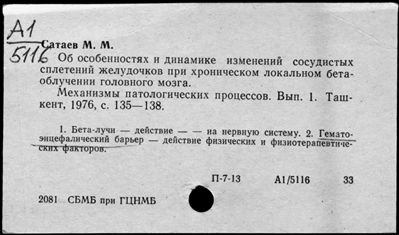 А1
5116
Сатаев М. М.
Об особенностях и динамике изменений сосудистых
сплетений желудочков при хроническом локальном бета-
облучении головного мозга.
Механизмы патологических процессов. Вып. 1. Таш-
кент, 1976, с. 135—138.
1. Бета-лучи — действие — — на нервную систему. 2. Гемато-
энцефалический барьер — действие физических и физиотерапевтиче-
ских факторов.
П-7-13 А1/5116 33
2081 СБМБ при ГЦНМБ